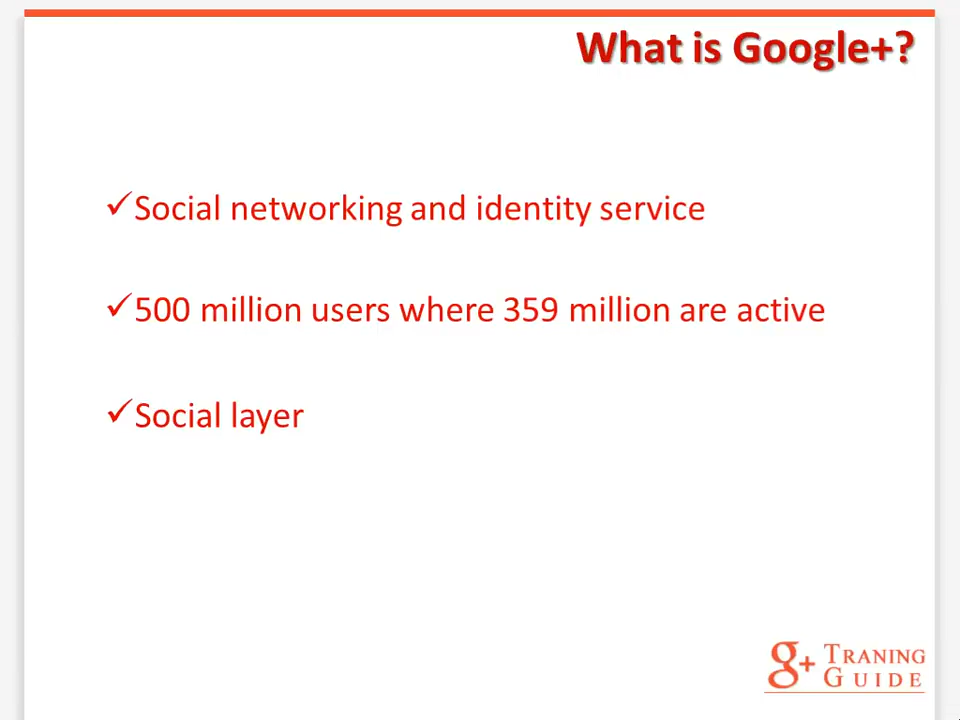 What is Google+?
✓Social networking and identity service
✓500 million users where 359 million are active
✓Social layer
g+ TRANING
GUIDE